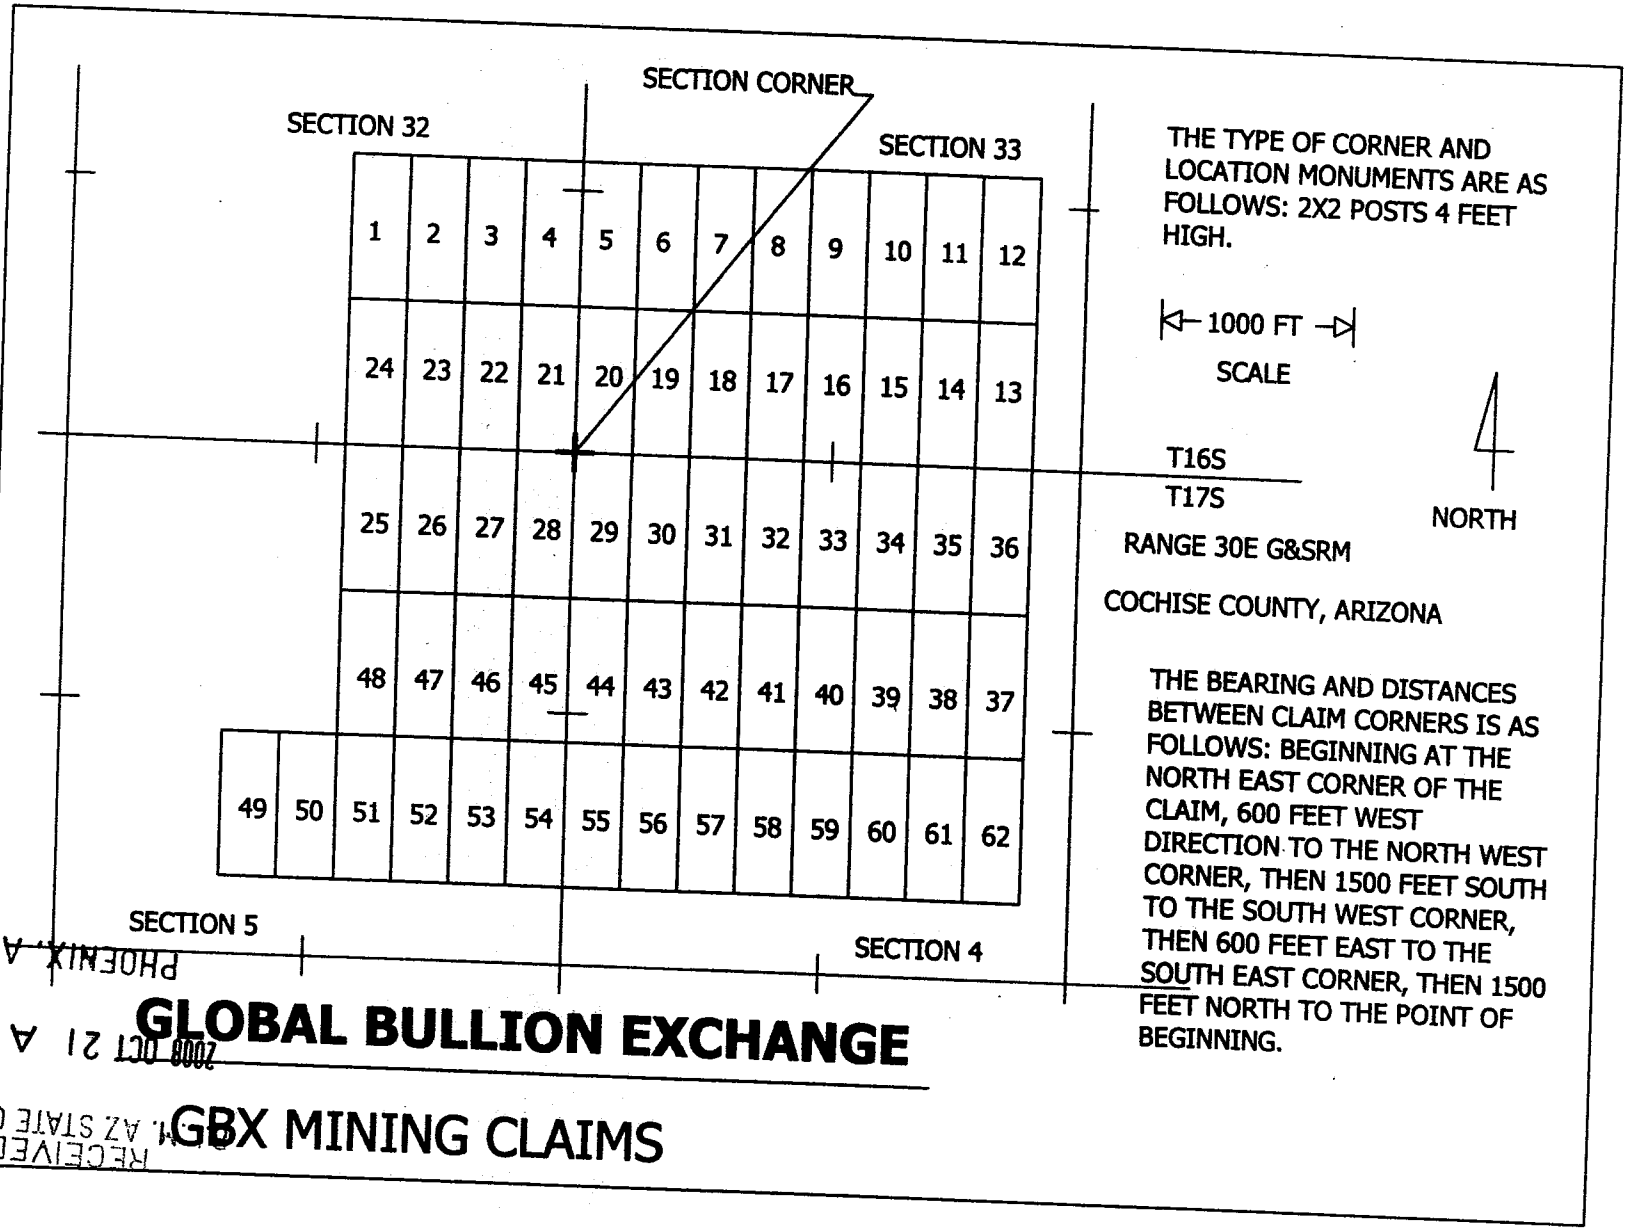 SECTION CORNER
SECTION 32
SECTION 33
1 2 3 4 5 6 7 8 9 10 11 12
24 23 22 21 20 19 18 17 16 15 14 13
25 26 27 28 29 30 31 32 33 34 35 36
48 47 46 45 44 43 42 41 40 39 38 37
49 50 51 52 53 54 55 56 57 58 59 60 61 62
SECTION 5
SECTION 4
THE TYPE OF CORNER AND
LOCATION MONUMENTS ARE AS
FOLLOWS: 2X2 POSTS 4 FEET
HIGH.
1000 FT
SCALE
T16S
T17S
NORTH
RANGE 30E G&SRM
COCHISE COUNTY, ARIZONA
THE BEARING AND DISTANCES
BETWEEN CLAIM CORNERS IS AS
FOLLOWS: BEGINNING AT THE
NORTH EAST CORNER OF THE
CLAIM, 600 FEET WEST
DIRECTION TO THE NORTH WEST
CORNER, THEN 1500 FEET SOUTH
TO THE SOUTH WEST CORNER,
THEN 600 FEET EAST TO THE
SOUTH EAST CORNER, THEN 1500
FEET NORTH TO THE POINT OF
BEGINNING.
GLOBAL BULLION EXCHANGE
GBX MINING CLAIMS
RECEIVED
AZ STATE
2008 OCT 21 A
PHOENIX, A